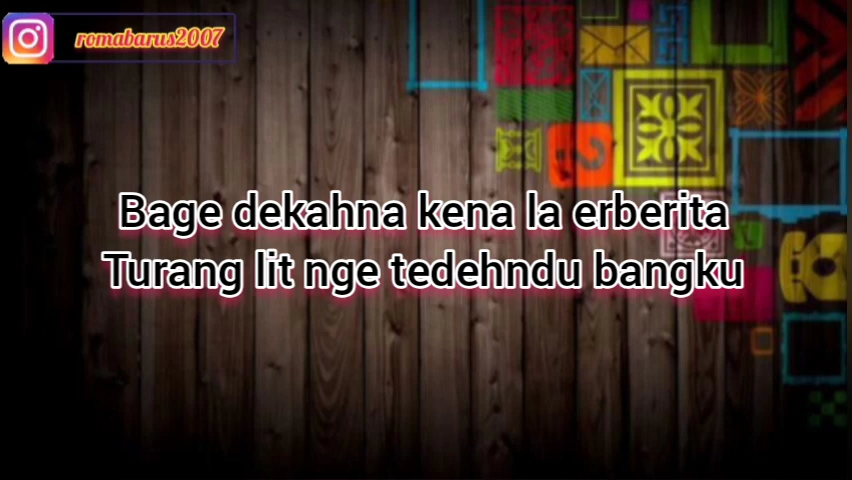 romabarus2007
Bage dekahna kena la erberita
Turang lit nge tedehndu bangku